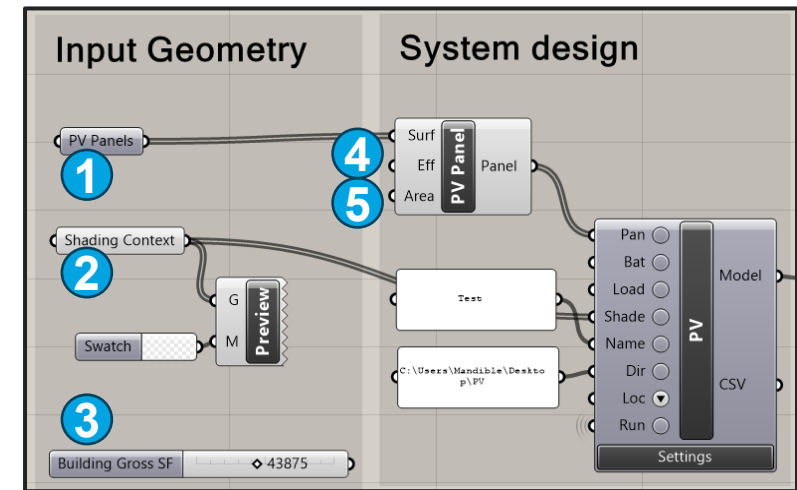 Input Geometry
System design
PV Panels
1
4
5
Surf
Eff
Area
PV Panel
Panel
Shading Context
2
G
M
Preview
Swatch
Test
C:\Users\Mandible\Deskto
p\PV
Pan
Bat
Load
Shade
Name
Dir
Loc
Run
PV
Model
CSV
Settings
3
Building Gross SF
43875